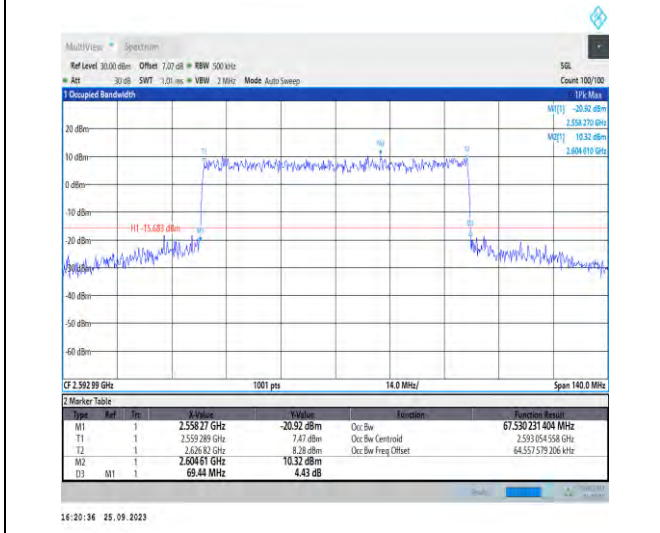 MultiView Spectrum
Ref Level 30.00 dBm Offset 7.07 dB RBW 500 kHz SGL
Att 30 dB SWT 1.01 ms VBW 2 MHz Mode Auto Sweep Count 100/100
1 Occupied Bandwidth 1Pk Max
M1[1] -20.92 dBm
2.558 270 GHz
M2[1] 10.32 dBm
2.604 610 GHz
20 dBm
10 dBm
0 dBm
-10 dBm
H1 -15.683 dBm
-20 dBm
-30 dBm
-40 dBm
-50 dBm
-60 dBm
T1
M2
T2
M1
D3
CF 2.592 99 GHz 1001 pts 14.0 MHz/ Span 140.0 MHz
2 Marker Table
Type Ref Trc X-Value Y-Value Function Function Result
M1 1 2.558 27 GHz -20.92 dBm Occ Bw 67.530 231 404 MHz
T1 1 2.559 289 GHz 7.47 dBm Occ Bw Centroid 2.593 054 558 GHz
T2 1 2.626 82 GHz 8.28 dBm Occ Bw Freq Offset 64.557 579 206 kHz
M2 1 2.604 61 GHz 10.32 dBm
D3 M1 1 69.44 MHz 4.43 dB
16:20:36 25.09.2023